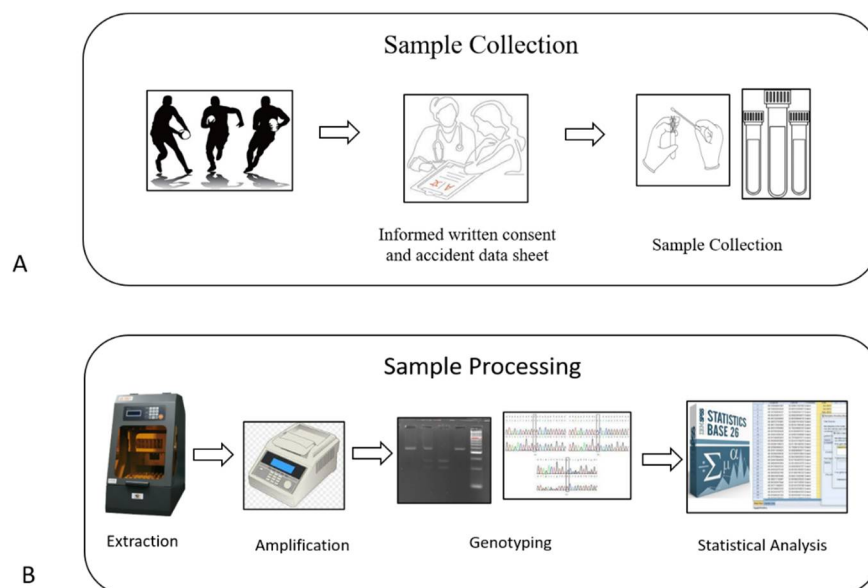 Sample Collection
Informed written consent
and accident data sheet
Sample Collection
A
Sample Processing
STATISTICS
BASE 26
Σ μ α
Extraction
Amplification
Genotyping
Statistical Analysis
B